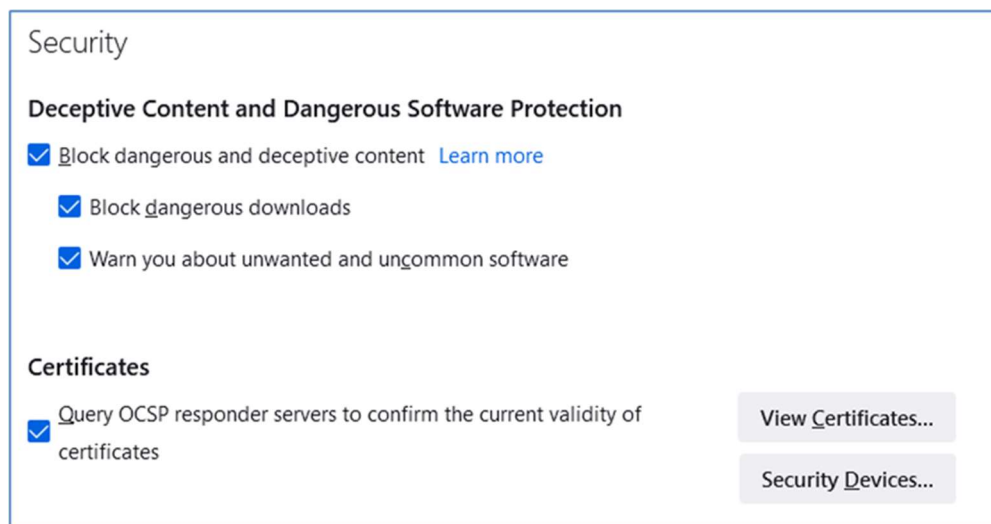 Security
Deceptive Content and Dangerous Software Protection
Block dangerous and deceptive content Learn more
Block dangerous downloads
Warn you about unwanted and uncommon software
Certificates
Query OCSP responder servers to confirm the current validity of
certificates
View Certificates...
Security Devices...